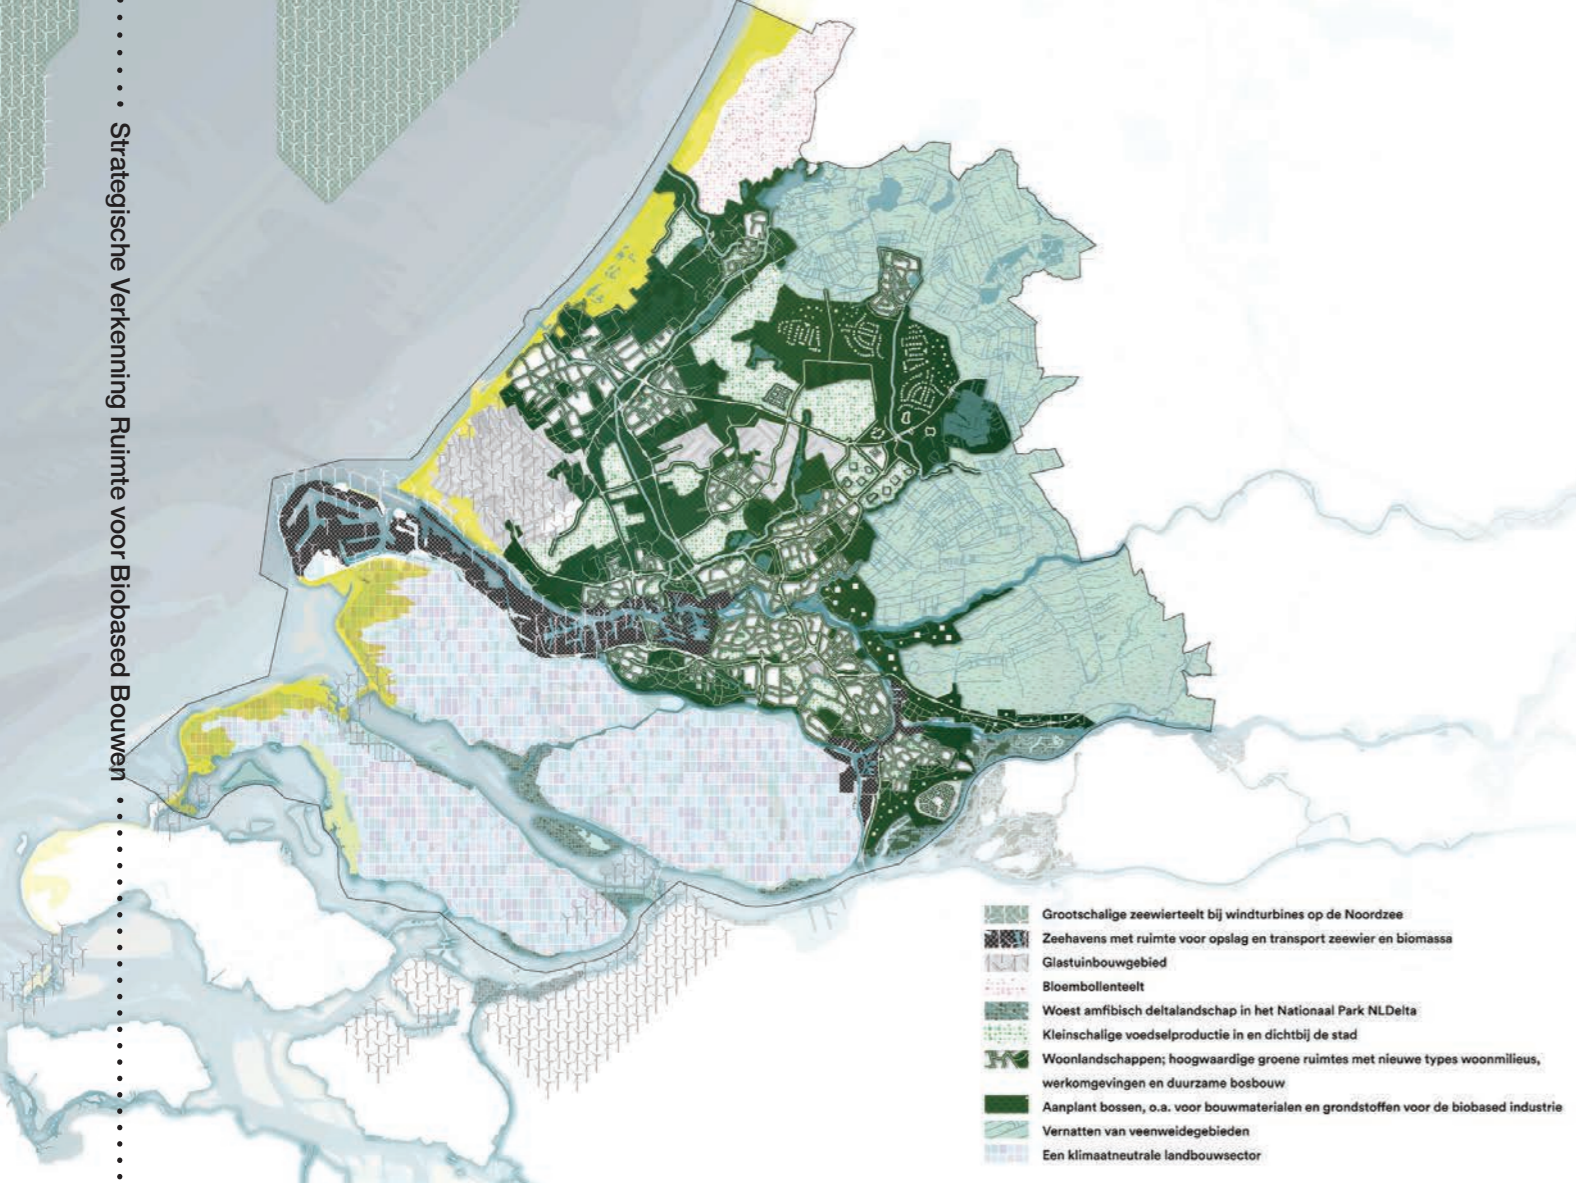 Strategische Verkenning Ruimte voor Biobased Bouwen
Grootschalige zeewierteelt bij windturbines op de Noordzee
Zeehavens met ruimte voor opslag en transport zeewier en biomassa
Glastuinbouwgebied
Bloembollenteelt
Woest amfibisch deltalandschap in het Nationaal Park NLDelta
Kleinschalige voedselproductie in en dichtbij de stad
Woonlandschappen; hoogwaardige groene ruimtes met nieuwe types woonmilieus,
werkomgevingen en duurzame bosbouw
Aanplant bossen, o.a. voor bouwmaterialen en grondstoffen voor de biobased industrie
Vernatten van veenweidegebieden
Een klimaatneutrale landbouwsector